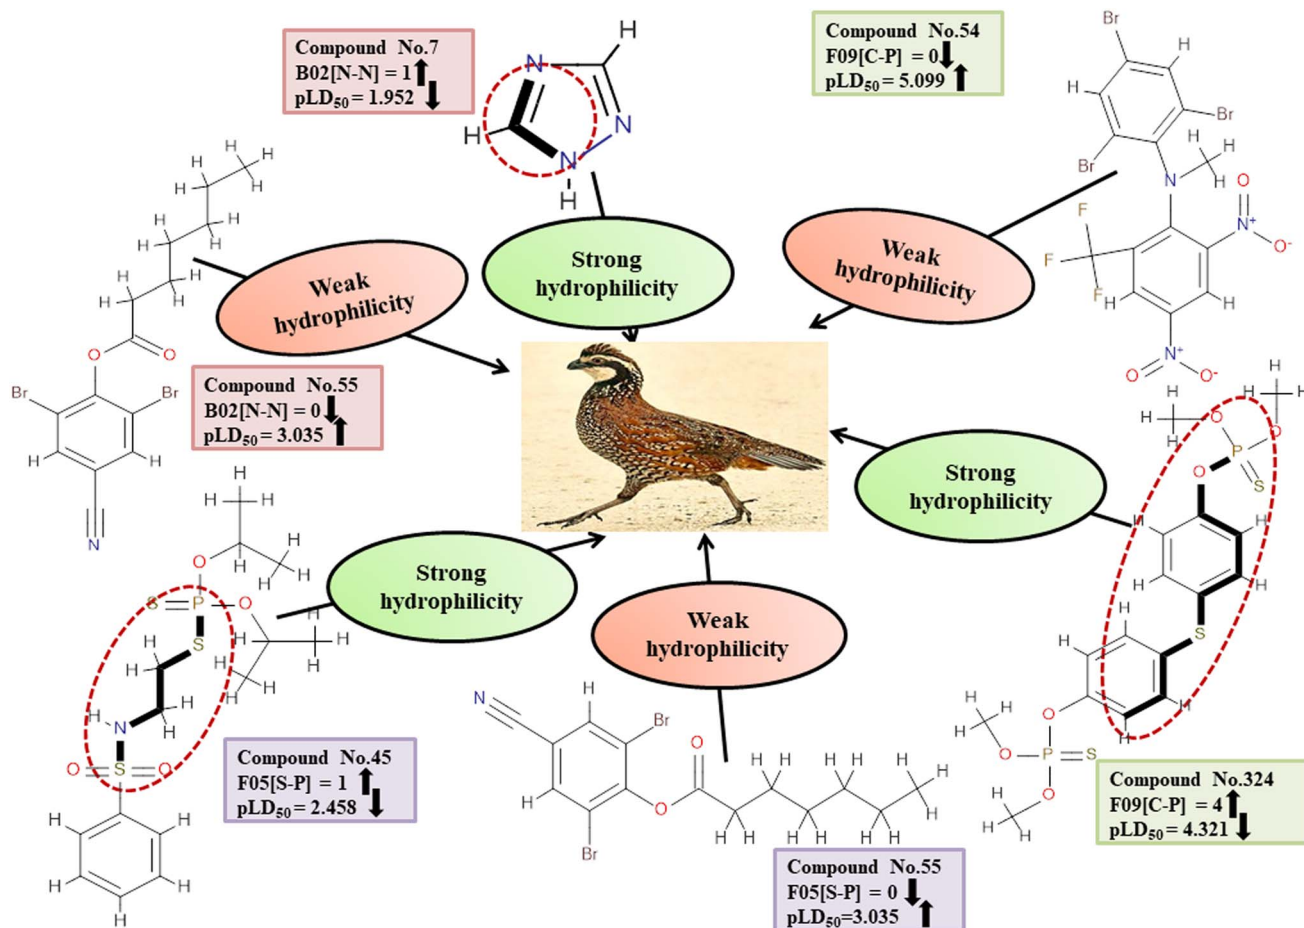 Compound No.7
B02[N-N] = 1
pLD50 = 1.952
Compound No.54
F09[C-P] = 0
pLD50 = 5.099
Strong
hydrophilicity
Weak
hydrophilicity
Weak
hydrophilicity
Compound No.55
B02[N-N] = 0
pLD50 = 3.035
Strong
hydrophilicity
Strong
hydrophilicity
Weak
hydrophilicity
Compound No.45
F05[S-P] = 1
pLD50 = 2.458
Compound No.324
F09[C-P] = 4
pLD50 = 4.321
Compound No.55
F05[S-P] = 0
pLD50=3.035